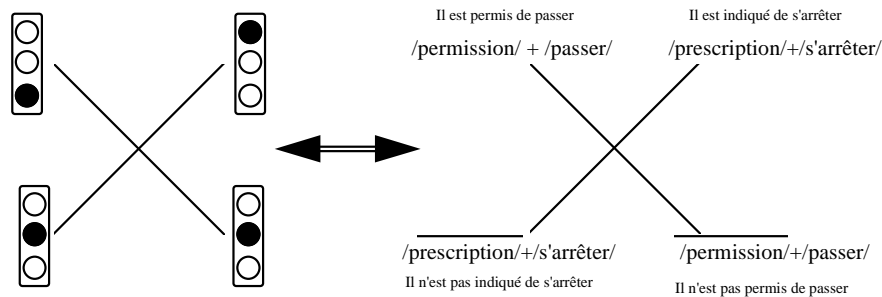 Il est permis de passer
Il est indiqué de s'arrêter
/permission/ + /passer/
/prescription/+/s'arrêter/
/prescription/+/s'arrêter/
/permission/+/passer/
Il n'est pas indiqué de s'arrêter
Il n'est pas permis de passer